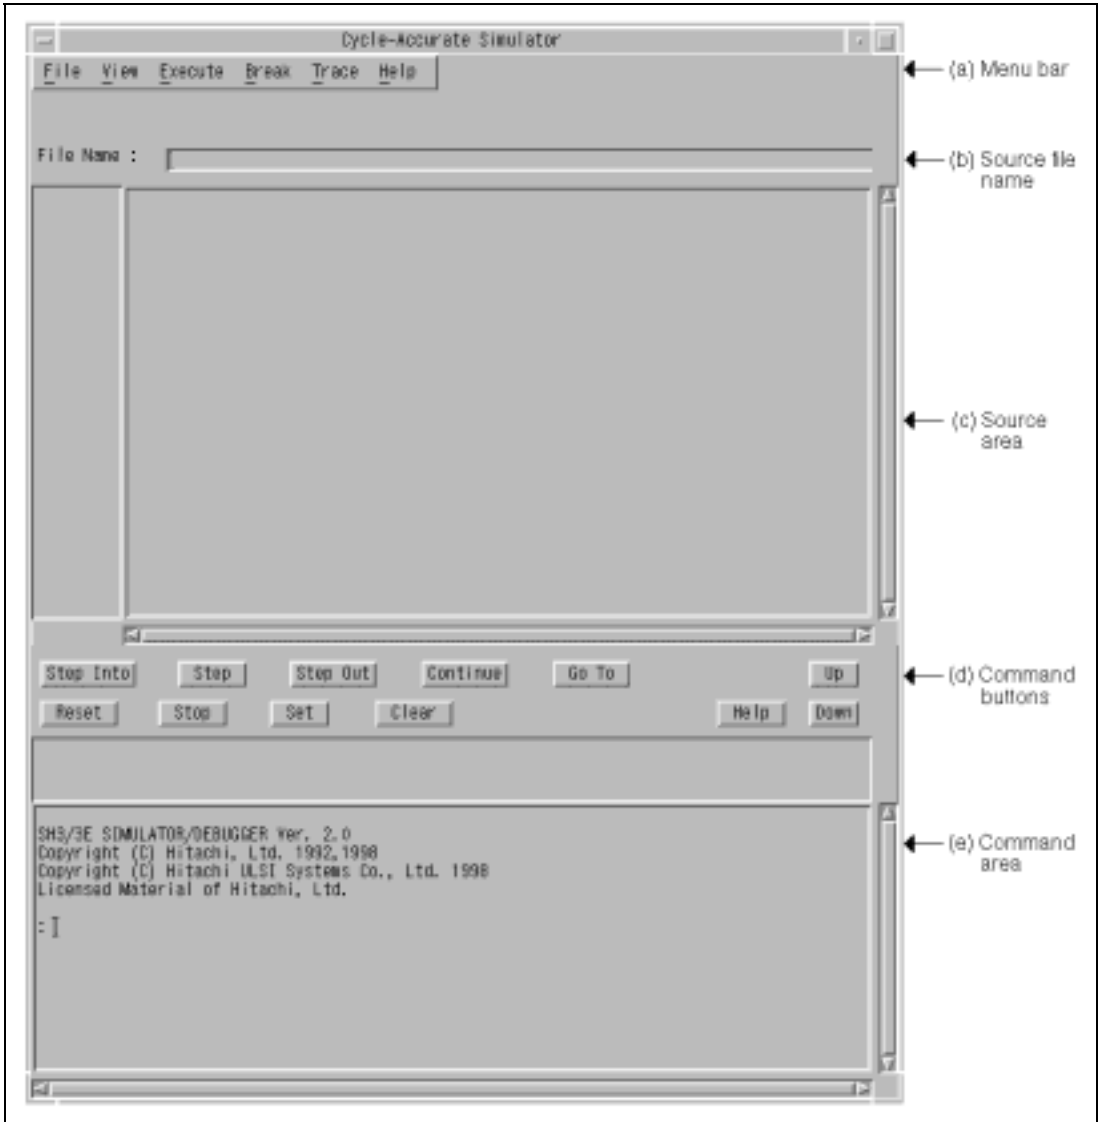 Cycle-Accurate Simulator
File View Execute Break Trace Help
(a) Menu bar
File Name :
(b) Source file
name
(c) Source
area
Step Into Step Step Out Continue Go To Up
(d) Command
buttons
Reset Stop Set Clear Help Down
SH3/3E SIMULATOR/DEBUGGER Ver. 2.0
Copyright (C) Hitachi, Ltd. 1992,1998
Copyright (C) Hitachi ULSI Systems Co., Ltd. 1998
Licensed Material of Hitachi, Ltd.
(e) Command
area
: